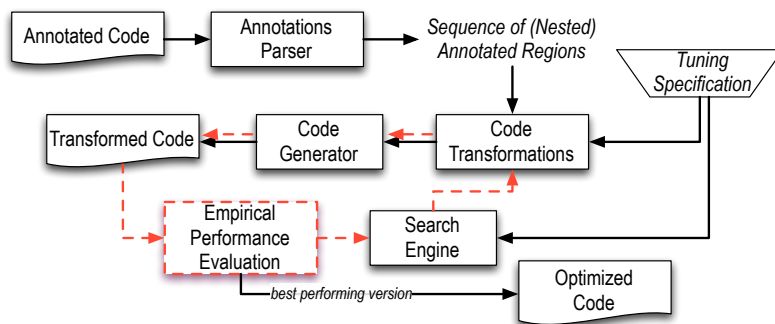 Annotated Code
Annotations
Parser
Sequence of (Nested)
Annotated Regions
Tuning
Specification
Transformed Code
Code
Generator
Code
Transformations
Empirical
Performance
Evaluation
Search
Engine
best performing version
Optimized
Code